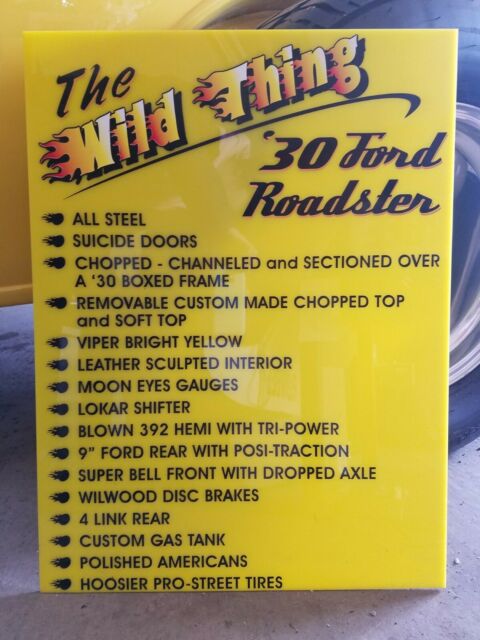 The
Wild Thing
'30 Ford
Roadster
ALL STEEL
SUICIDE DOORS
CHOPPED - CHANNELED and SECTIONED OVER
A '30 BOXED FRAME
REMOVABLE CUSTOM MADE CHOPPED TOP
and SOFT TOP
VIPER BRIGHT YELLOW
LEATHER SCULPTED INTERIOR
MOON EYES GAUGES
LOKAR SHIFTER
BLOWN 392 HEMI WITH TRI-POWER
9" FORD REAR WITH POSI-TRACTION
SUPER BELL FRONT WITH DROPPED AXLE
WILWOOD DISC BRAKES
4 LINK REAR
CUSTOM GAS TANK
POLISHED AMERICANS
HOOSIER PRO-STREET TIRES